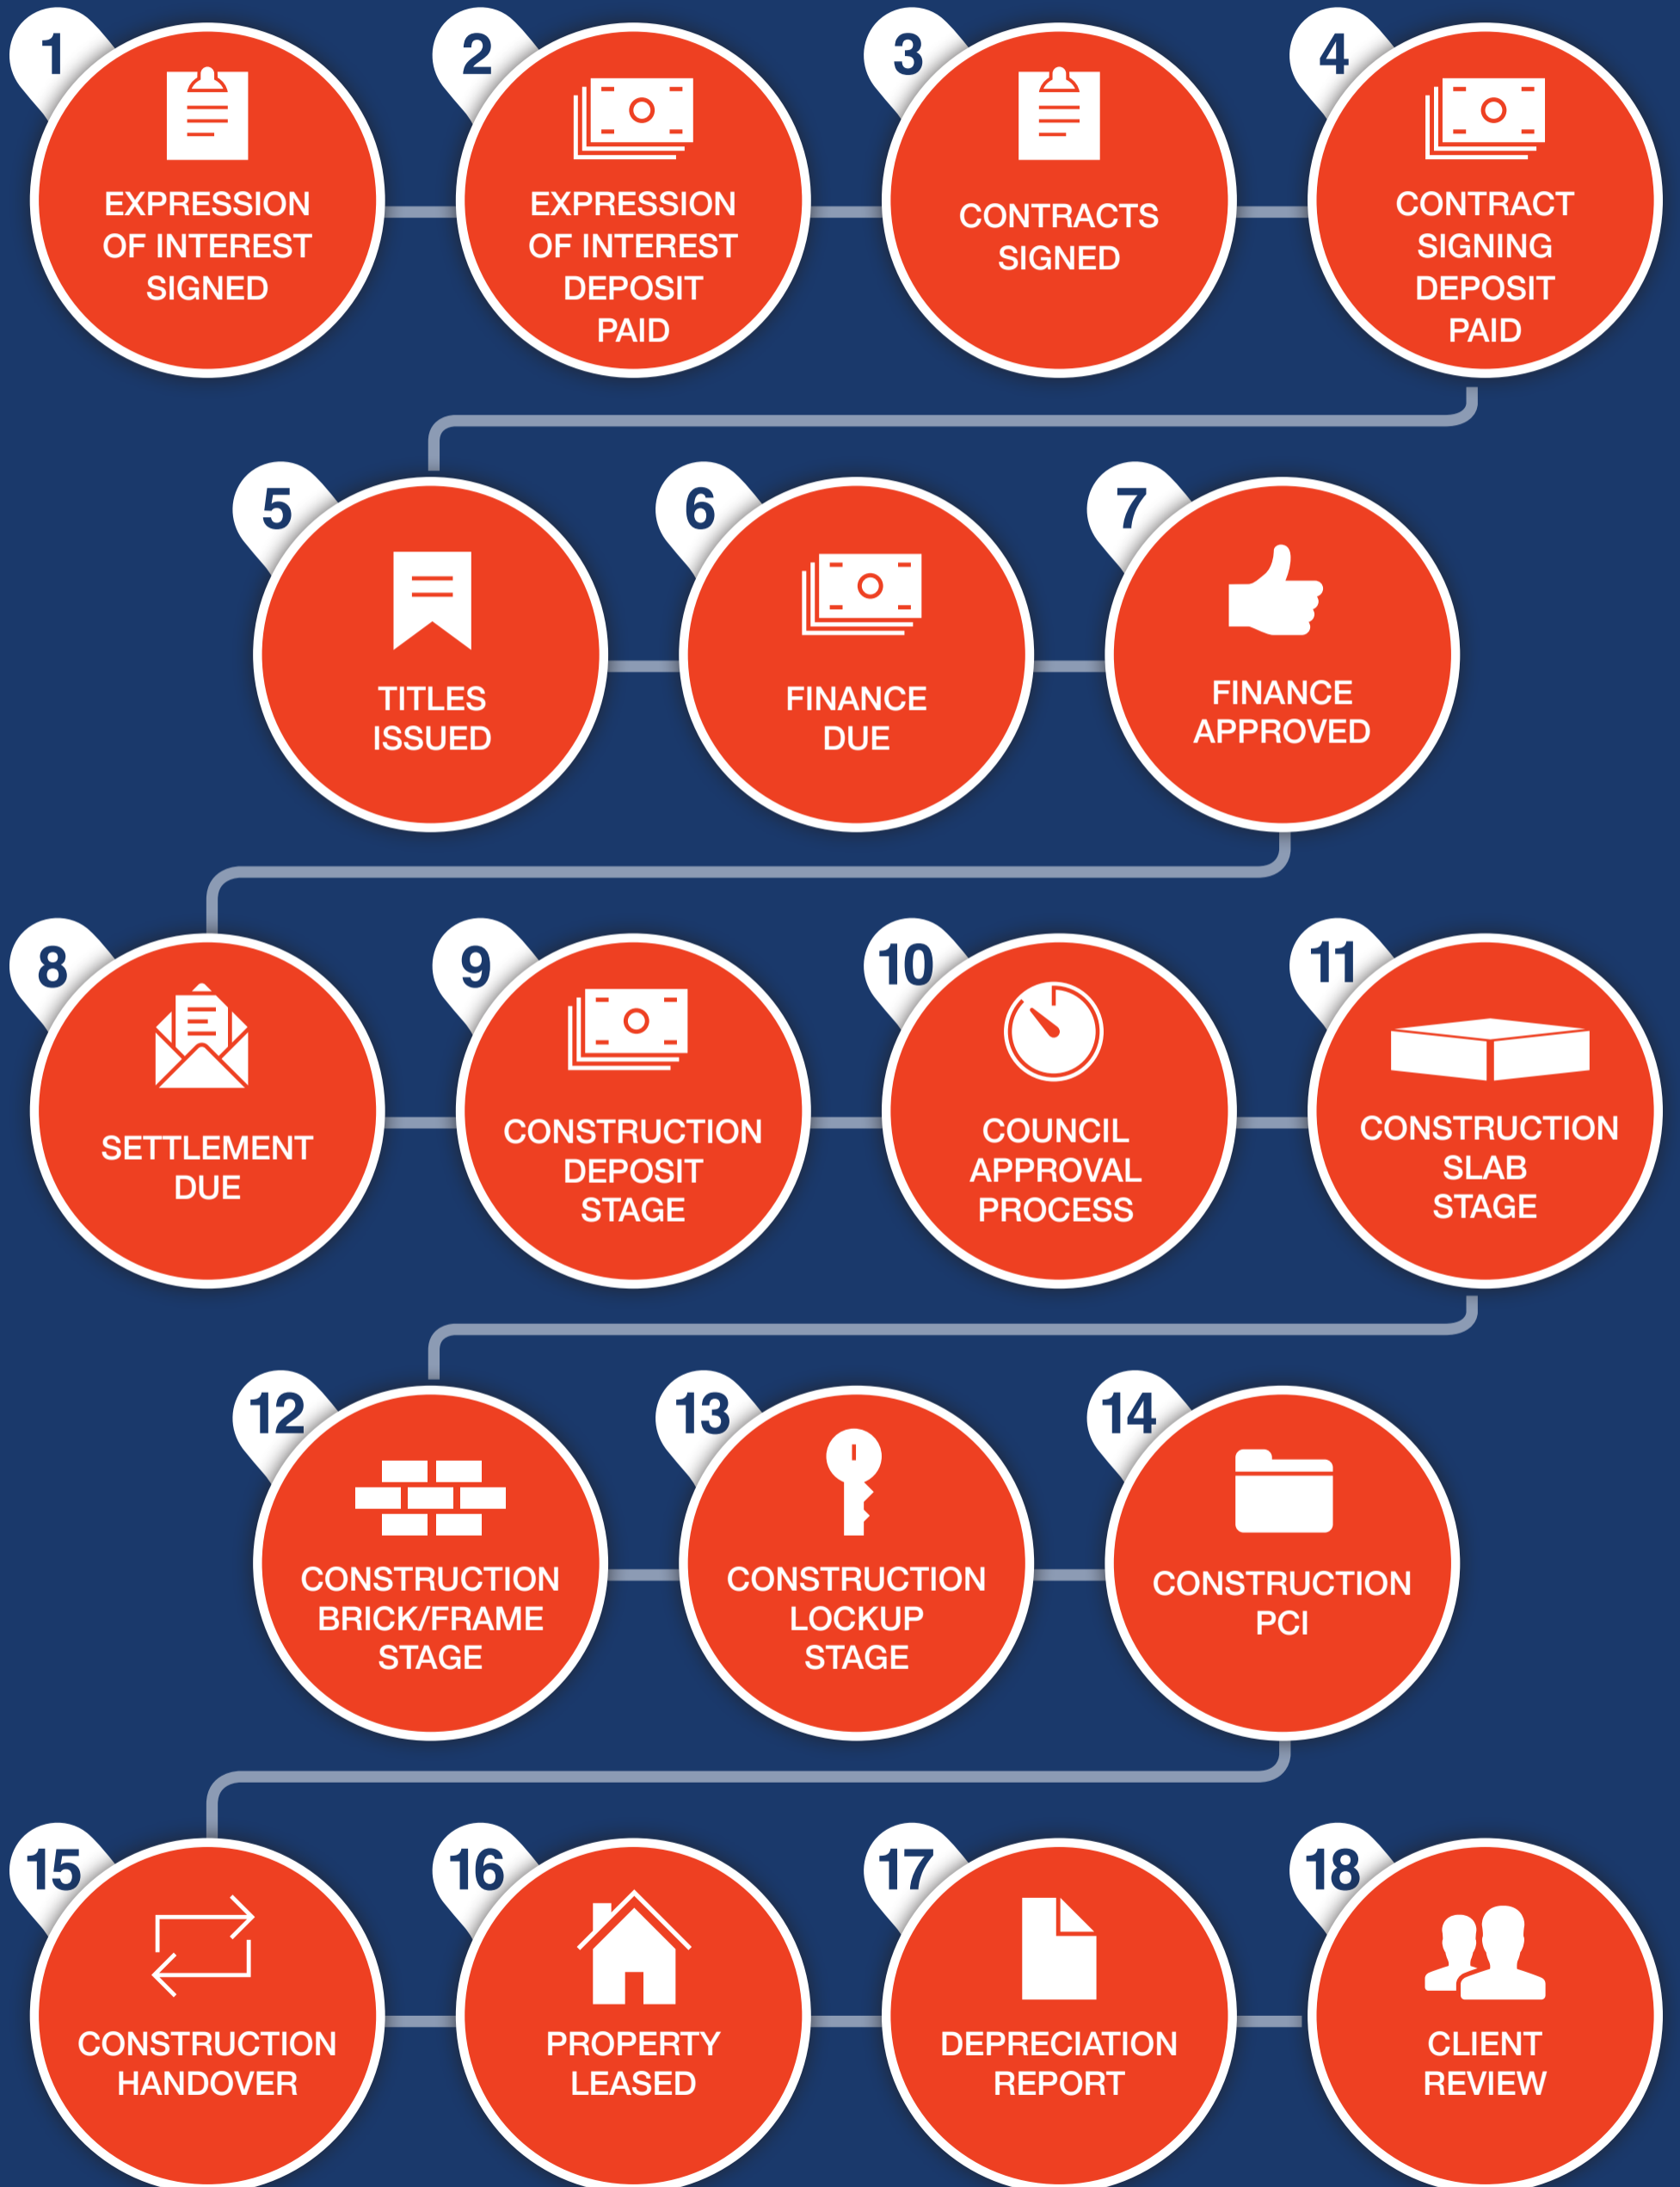 1
EXPRESSION
OF INTEREST
SIGNED
2
EXPRESSION
OF INTEREST
DEPOSIT
PAID
3
CONTRACTS
SIGNED
4
CONTRACT
SIGNING
DEPOSIT
PAID
5
TITLES
ISSUED
6
FINANCE
DUE
7
FINANCE
APPROVED
8
SETTLEMENT
DUE
9
CONSTRUCTION
DEPOSIT
STAGE
10
COUNCIL
APPROVAL
PROCESS
11
CONSTRUCTION
SLAB
STAGE
12
CONSTRUCTION
BRICK/FRAME
STAGE
13
CONSTRUCTION
LOCKUP
STAGE
14
CONSTRUCTION
PCI
15
CONSTRUCTION
HANDOVER
16
PROPERTY
LEASED
17
DEPRECIATION
REPORT
18
CLIENT
REVIEW